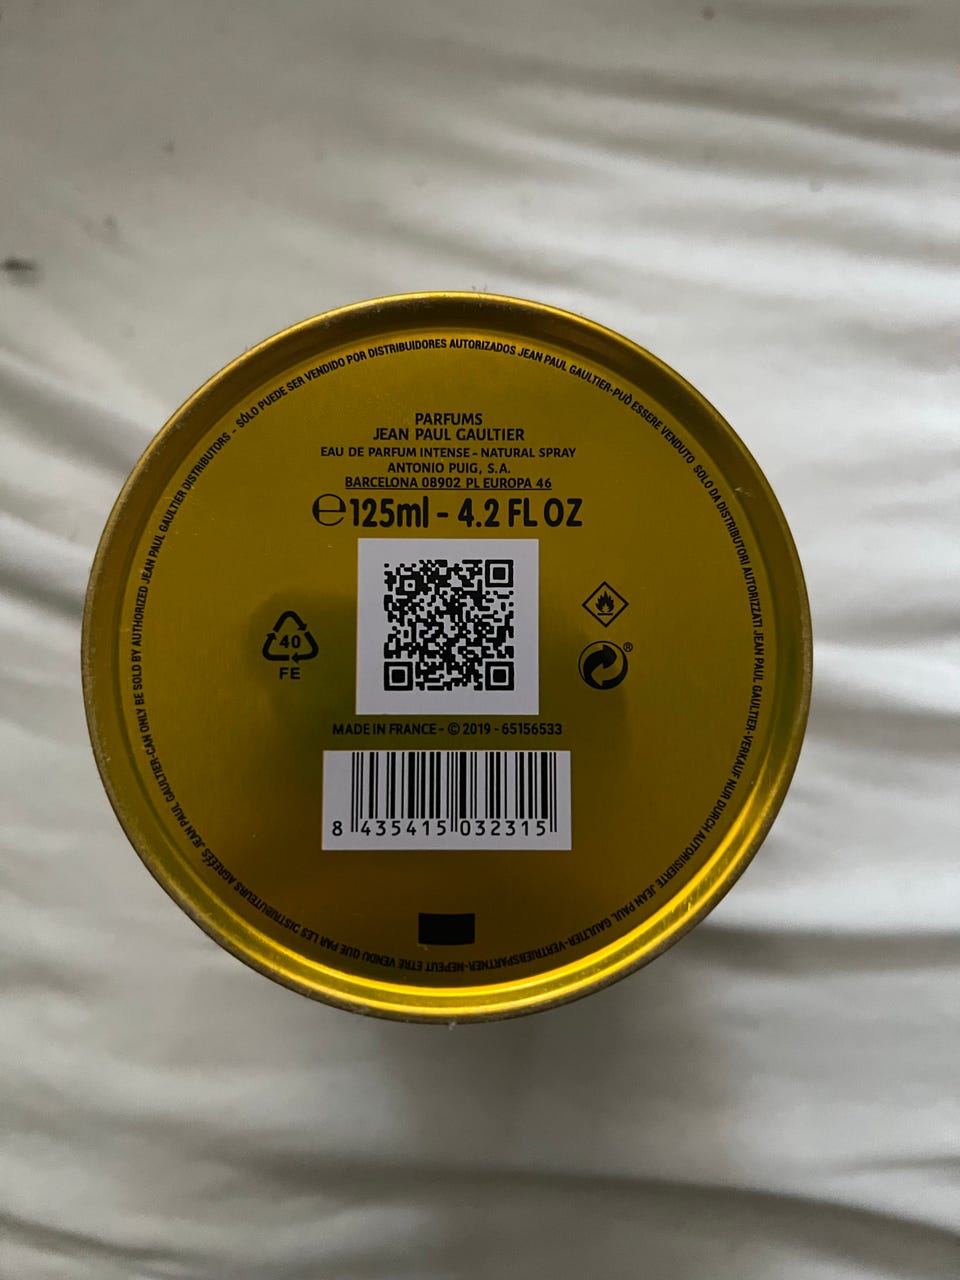 SÒLO PUEDE SER VENDIDO POR DISTRIBUIDORES AUTORIZADOS JEAN PAUL GAULTIER-PUÒ ESSERE VENDUTO SOLO DA DISTRIBUTORI AUTORIZZATI JEAN PAUL GAULTIER-VERKAUF NUR DURCH AUTORISIERTE JEAN PAUL GAULTIER-VERTRIEBSPARTNER-NEPEUT ETRE VENDU QUE PAR LES DISTRIBUTEURS AGREÉÉS JEAN PAUL GAULTIER-CAN ONLY BE SOLD BY AUTHORIZED JEAN PAUL GAULTIER DISTRIBUTORS -
PARFUMS
JEAN PAUL GAULTIER
EAU DE PARFUM INTENSE - NATURAL SPRAY
ANTONIO PUIG, S.A.
BARCELONA 08902 PL EUROPA 46
℮125ml - 4.2 FL OZ
40
FE
®
MADE IN FRANCE - © 2019 - 65156533
8 435415 032315